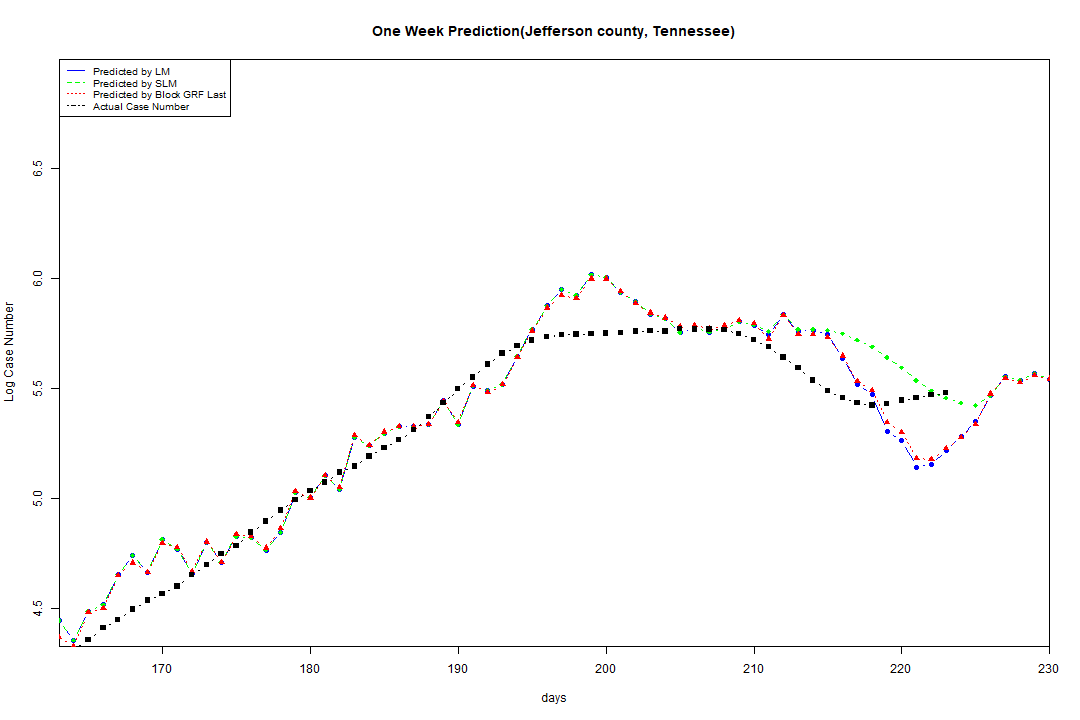 One Week Prediction(Jefferson county, Tennessee)
Predicted by LM
Predicted by SLM
Predicted by Block GRF Last
Actual Case Number
Log Case Number
6.5
6.0
5.5
5.0
4.5
170 180 190 200 210 220 230
days